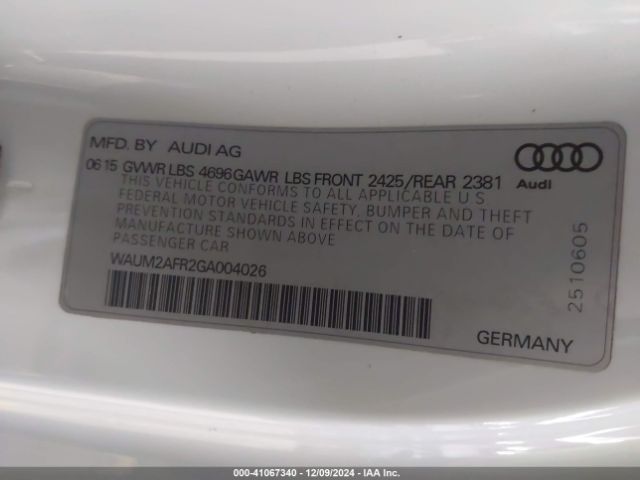 MFD. BY AUDI AG
06 15 GVWR LBS 4696 GAWR LBS FRONT 2425/REAR 2381
Audi
THIS VEHICLE CONFORMS TO ALL APPLICABLE U S
FEDERAL MOTOR VEHICLE SAFETY, BUMPER AND THEFT
PREVENTION STANDARDS IN EFFECT ON THE DATE OF
MANUFACTURE SHOWN ABOVE
PASSENGER CAR
WAUM2AFR2GA004026
2510605
GERMANY
000-41067340 - 12/09/2024 - IAA Inc.